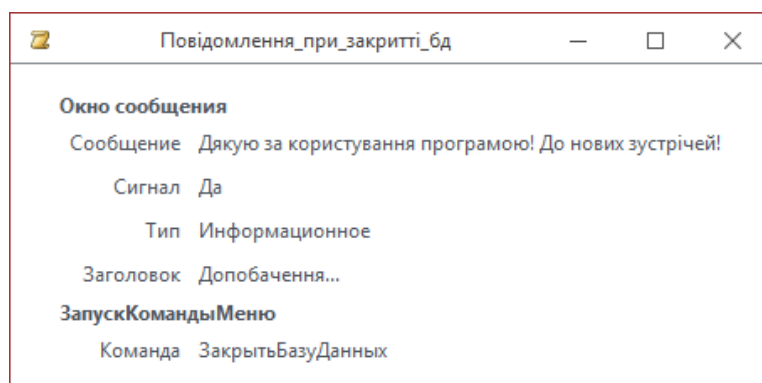 Повідомлення_при_закритті_бд
Окно сообщения
Сообщение Дякую за користування програмою! До нових зустрічей!
Сигнал Да
Тип Информационное
Заголовок Допобачення...
ЗапускКомандыМеню
Команда ЗакрытьБазуДанных